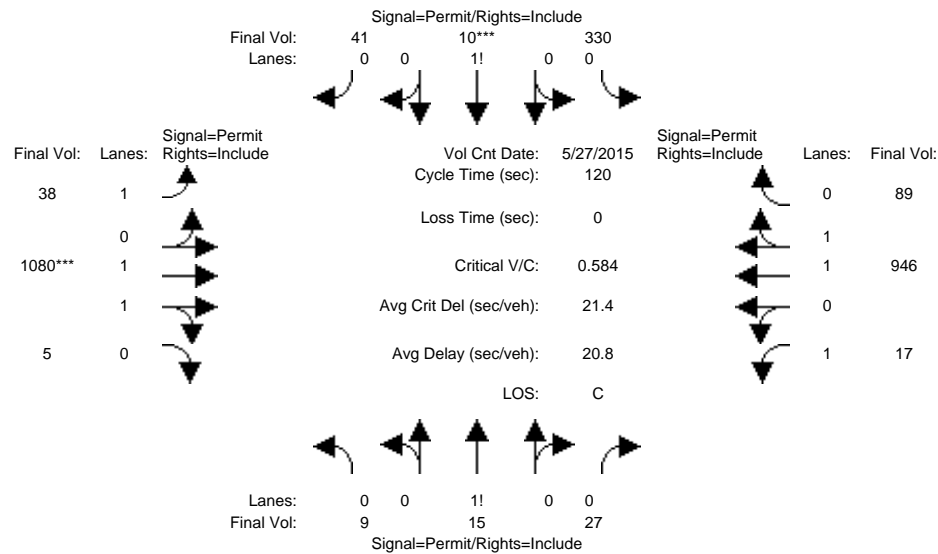 Signal=Permit/Rights=Include
Final Vol: 41 10*** 330
Lanes: 0 0 1! 0 0
Signal=Permit Signal=Permit
Final Vol: Lanes: Rights=Include Vol Cnt Date: 5/27/2015 Rights=Include Lanes: Final Vol:
Cycle Time (sec): 120
38 1 0 89
Loss Time (sec): 0
0 1
1080*** 1 Critical V/C: 0.584 1 946
1 Avg Crit Del (sec/veh): 21.4 0
5 0 Avg Delay (sec/veh): 20.8 1 17
LOS: C
Lanes: 0 0 1! 0 0
Final Vol: 9 15 27
Signal=Permit/Rights=Include